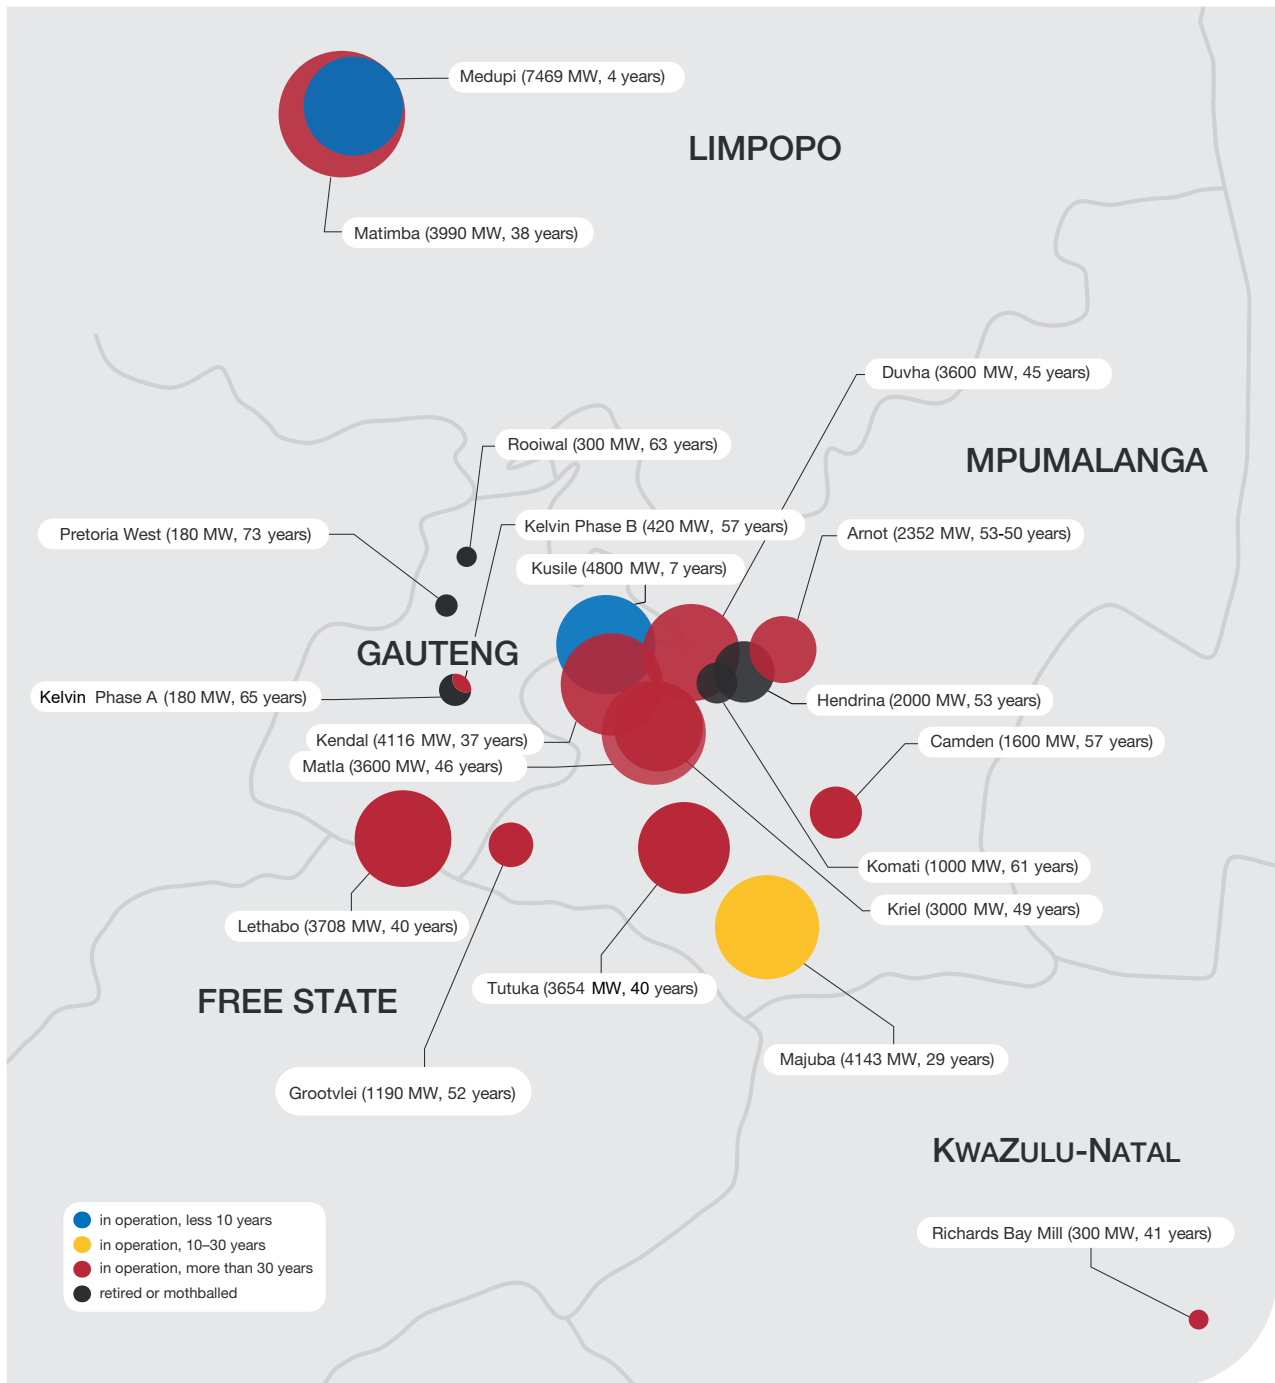 Medupi (7469 MW, 4 years)
LIMPOPO
Matimba (3990 MW, 38 years)
Duvha (3600 MW, 45 years)
Rooiwal (300 MW, 63 years)
MPUMALANGA
Pretoria West (180 MW, 73 years)
Kelvin Phase B (420 MW, 57 years)
Arnot (2352 MW, 53-50 years)
Kusile (4800 MW, 7 years)
GAUTENG
Kelvin Phase A (180 MW, 65 years)
Hendrina (2000 MW, 53 years)
Kendal (4116 MW, 37 years)
Camden (1600 MW, 57 years)
Matla (3600 MW, 46 years)
Komati (1000 MW, 61 years)
Kriel (3000 MW, 49 years)
Lethabo (3708 MW, 40 years)
Tutuka (3654 MW, 40 years)
FREE STATE
Majuba (4143 MW, 29 years)
Grootvlei (1190 MW, 52 years)
KWAZULU-NATAL
in operation, less 10 years
in operation, 10–30 years
in operation, more than 30 years
retired or mothballed
Richards Bay Mill (300 MW, 41 years)